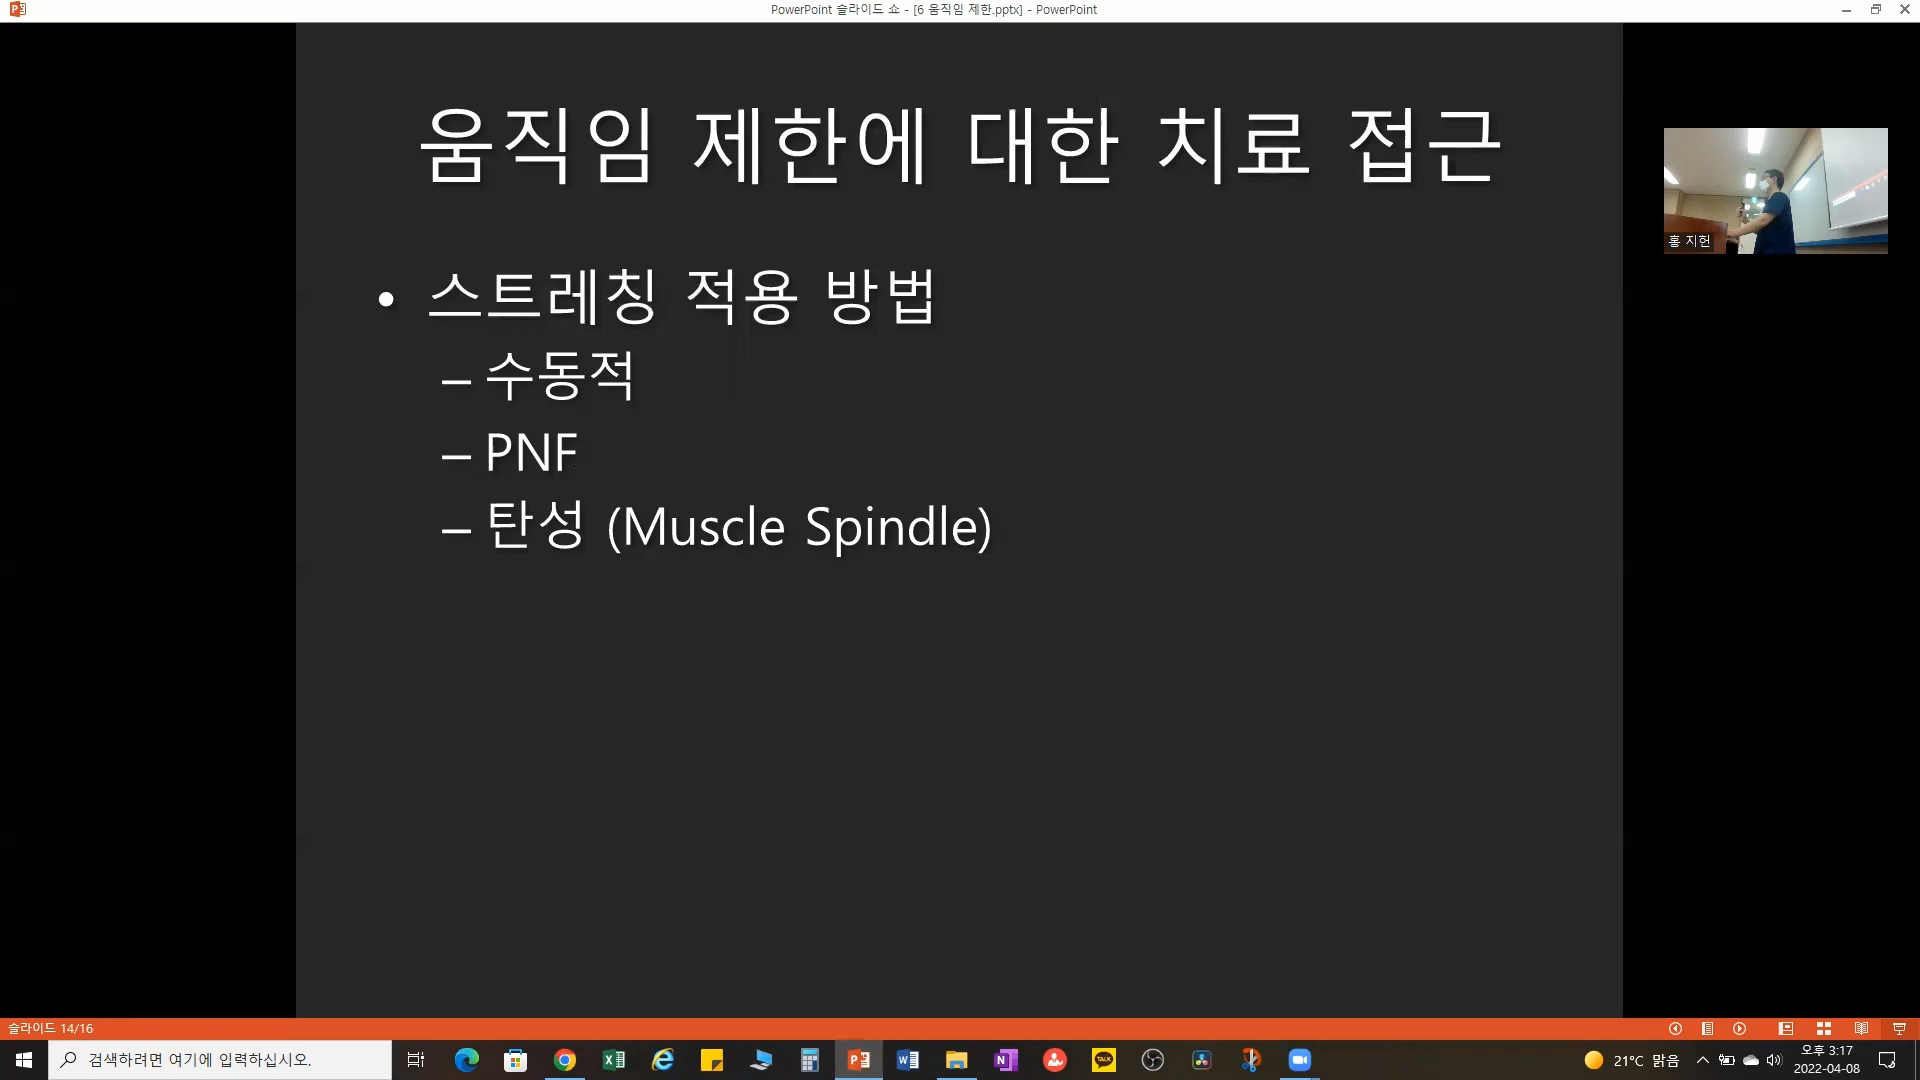 PowerPoint 슬라이드 쇼 - [6 움직임 제한.pptx] - PowerPoint
움직임 제한에 대한 치료 접근
홍 지헌
• 스트레칭 적용 방법
– 수동적
– PNF
– 탄성 (Muscle Spindle)
슬라이드 14/16
검색하려면 여기에 입력하십시오.
TALK
21°C 맑음
오후 3:17
2022-04-08